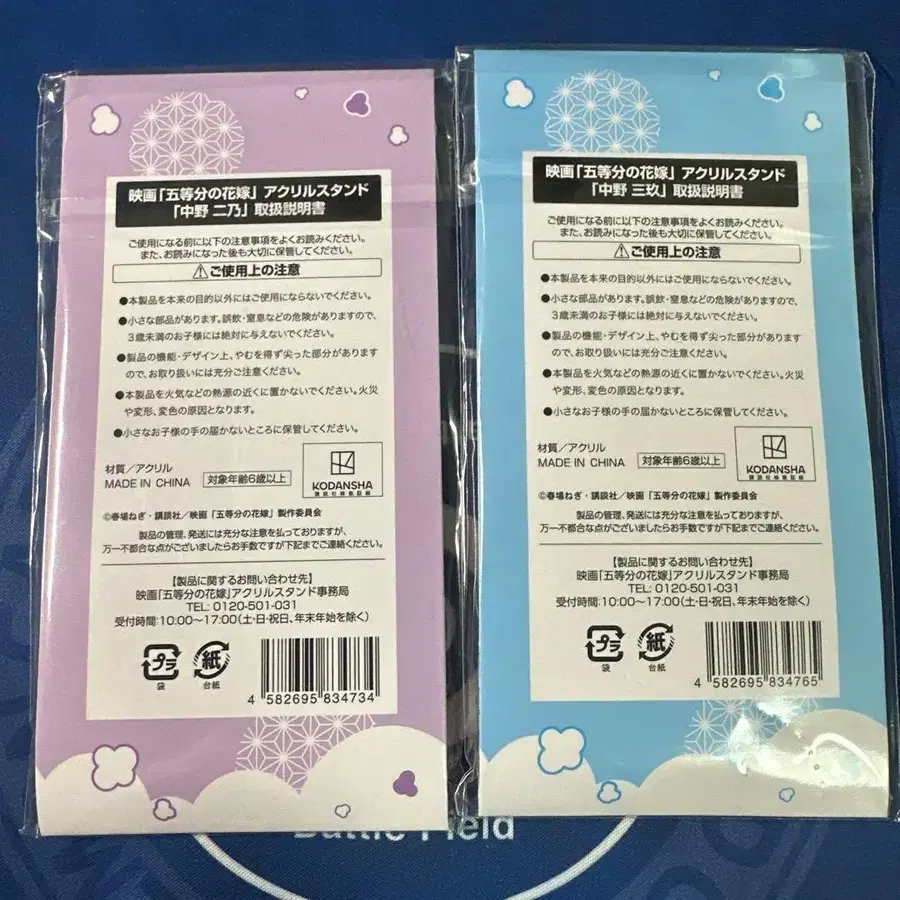 映画「五等分の花嫁」アクリルスタンド
「中野 二乃」取扱説明書
ご使用になる前に以下の注意事項をよくお読みください。
また、お読みになった後も大切に保管してください。
⚠ご使用上の注意
●本製品を本来の目的以外にはご使用にならないでください。
●小さな部品があります。誤飲・窒息などの危険がありますので、
3歳未満のお子様には絶対に与えないでください。
●製品の機能・デザイン上、やむを得ず尖った部分があります
ので、お取り扱いには充分ご注意ください。
●本製品を火気などの熱源の近くに置かないでください。火災
や変形、変色の原因となります。
●小さなお子様の手の届かないところに保管してください。
材質／アクリル
MADE IN CHINA
対象年齢6歳以上
KODANSHA
©春場ねぎ・講談社／映画「五等分の花嫁」製作委員会
製品の管理、発送には充分な注意を払っておりますが、
万一不都合な点がございましたらお手数ですが下記までご連絡ください。
【製品に関するお問い合わせ先】
映画「五等分の花嫁」アクリルスタンド事務局
TEL: 0120-501-031
受付時間:10:00～17:00(土・日・祝日、年末年始を除く)
プラ
袋
紙
台紙
4 582695 834734
映画「五等分の花嫁」アクリルスタンド
「中野 三玖」取扱説明書
ご使用になる前に以下の注意事項をよくお読みください。
また、お読みになった後も大切に保管してください。
⚠ご使用上の注意
●本製品を本来の目的以外にはご使用にならないでください。
●小さな部品があります。誤飲・窒息などの危険がありますので、
3歳未満のお子様には絶対に与えないでください。
●製品の機能・デザイン上、やむを得ず尖った部分があります
ので、お取り扱いには充分ご注意ください。
●本製品を火気などの熱源の近くに置かないでください。火災
や変形、変色の原因となります。
●小さなお子様の手の届かないところに保管してください。
材質／アクリル
MADE IN CHINA
対象年齢6歳以上
KODANSHA
©春場ねぎ・講談社／映画「五等分の花嫁」製作委員会
製品の管理、発送には充分な注意を払っておりますが、
万一不都合な点がございましたらお手数ですが下記までご連絡ください。
【製品に関するお問い合わせ先】
映画「五等分の花嫁」アクリルスタンド事務局
TEL: 0120-501-031
受付時間:10:00～17:00(土・日・祝日、年末年始を除く)
プラ
袋
紙
台紙
4 582695 834765
Battle Field